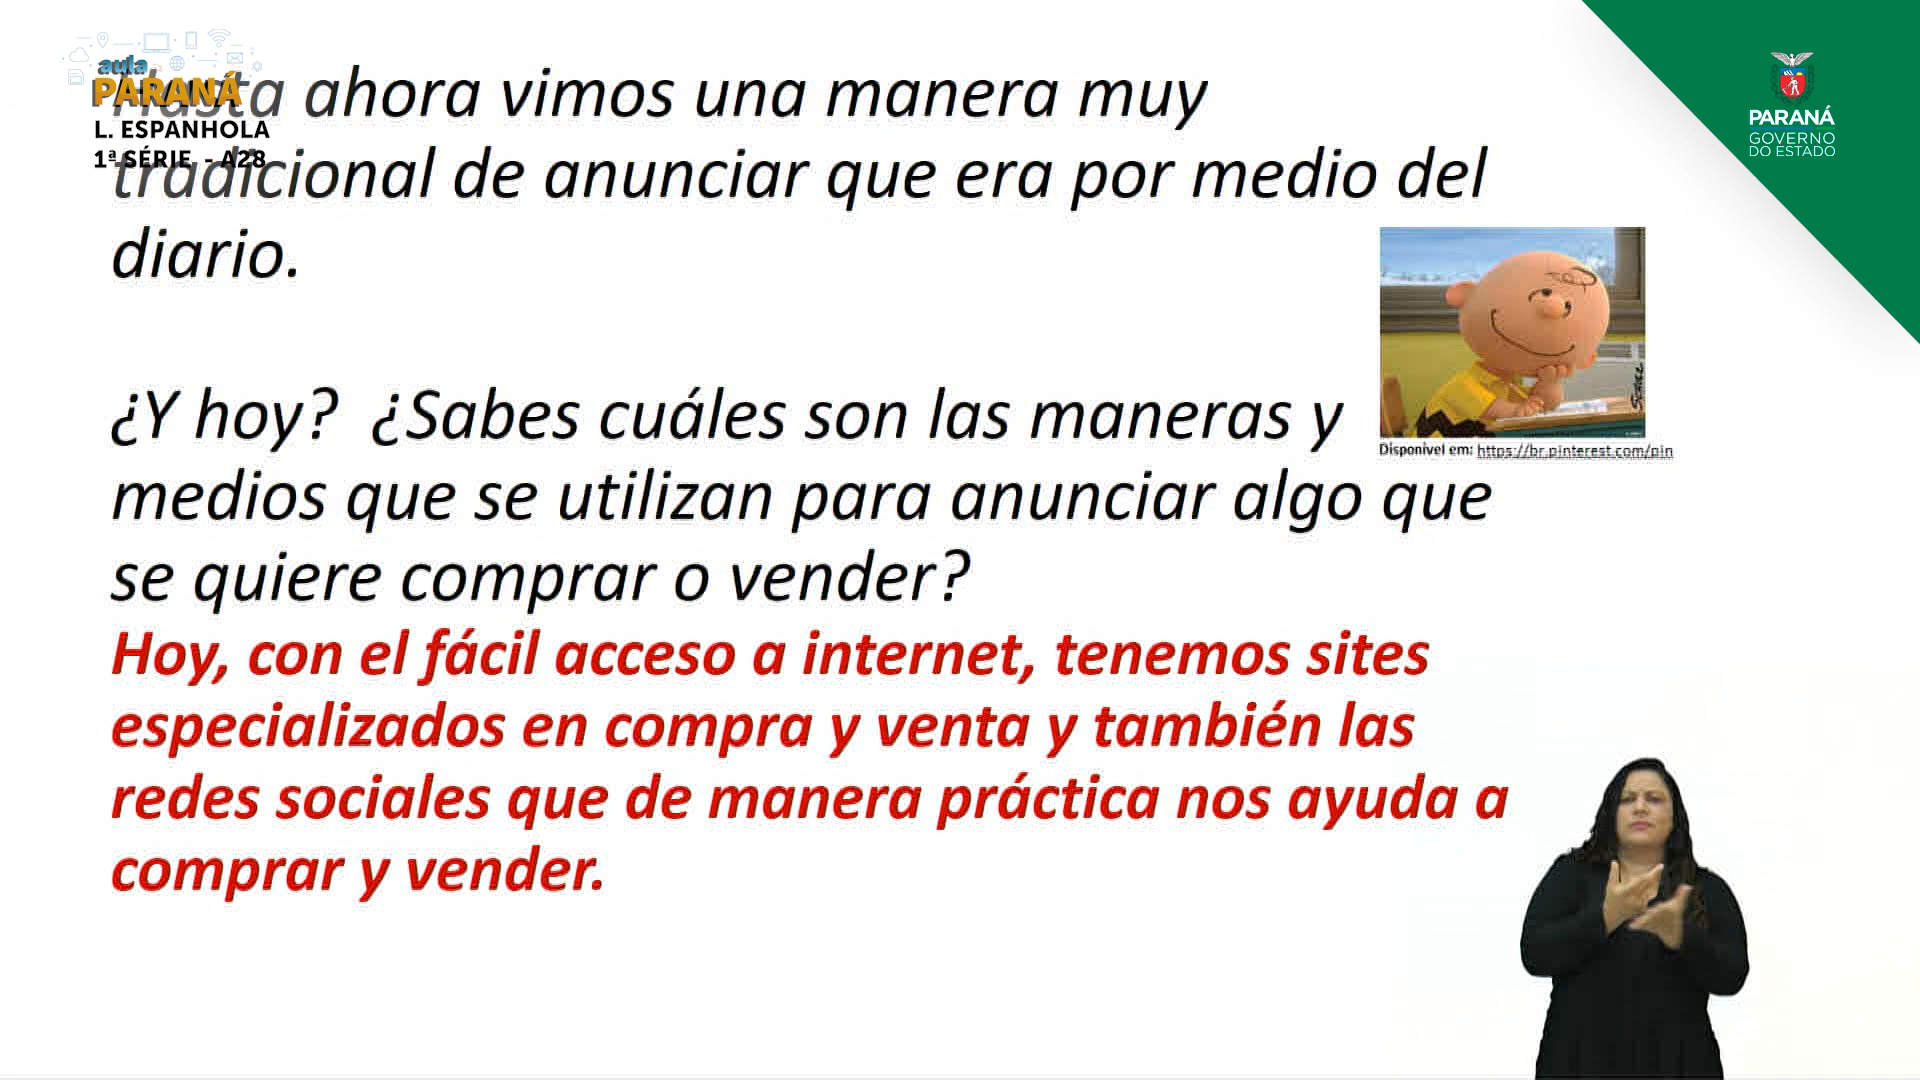 aula
PARANÁ
L. ESPANHOLA
1ª SÉRIE - A28
Hasta ahora vimos una manera muy
tradicional de anunciar que era por medio del
diario.
¿Y hoy? ¿Sabes cuáles son las maneras y
medios que se utilizan para anunciar algo que
se quiere comprar o vender?
Hoy, con el fácil acceso a internet, tenemos sites
especializados en compra y venta y también las
redes sociales que de manera práctica nos ayuda a
comprar y vender.
Disponível em: https://br.pinterest.com/pin
PARANÁ
GOVERNO
DO ESTADO